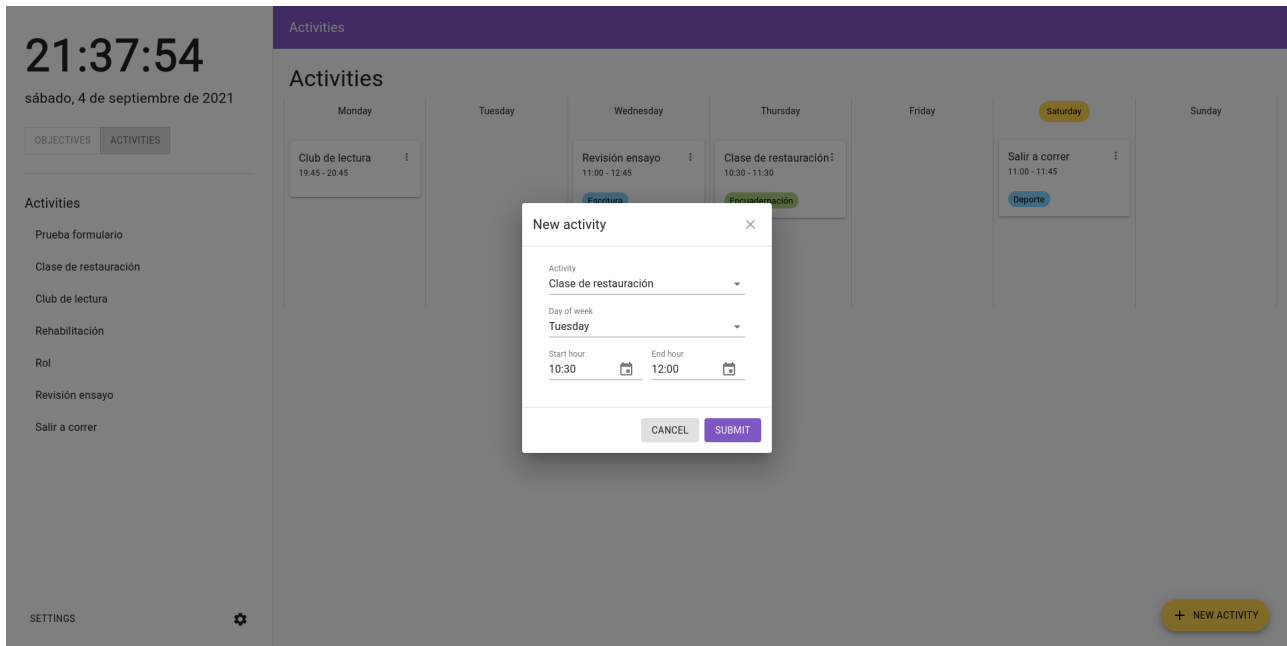 21:37:54
sábado, 4 de septiembre de 2021
OBJECTIVES ACTIVITIES
Activities
Prueba formulario
Clase de restauración
Club de lectura
Rehabilitación
Rol
Revisión ensayo
Salir a correr
SETTINGS
Activities
Activities
Monday Tuesday Wednesday Thursday Friday Saturday Sunday
Club de lectura
19:45 - 20:45
Revisión ensayo
11:00 - 12:45
Escritura
Clase de restauración
10:30 - 11:30
Encuadernación
Salir a correr
11:00 - 11:45
Deporte
New activity
Activity
Clase de restauración
Day of week
Tuesday
Start hour End hour
10:30 12:00
CANCEL SUBMIT
+ NEW ACTIVITY